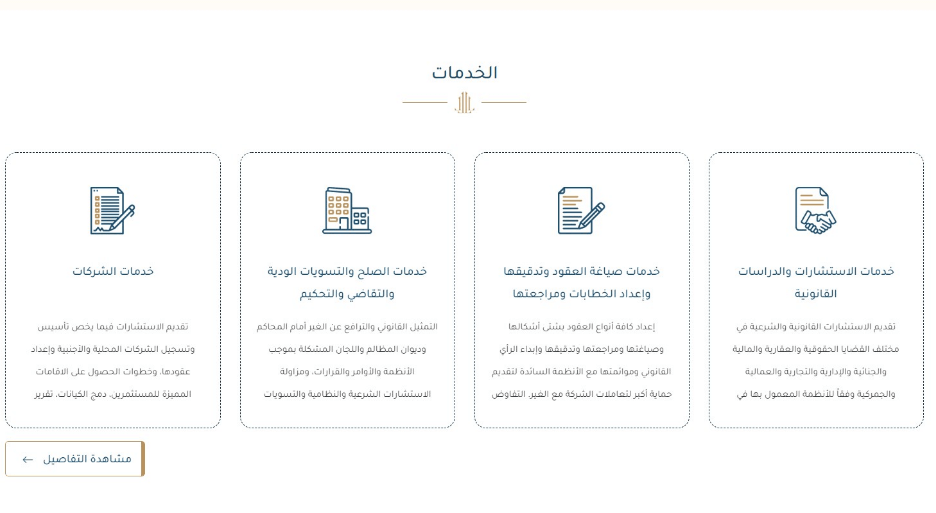 الخدمات
خدمات الاستشارات والدراسات
القانونية
تقديم الاستشارات القانونية والشرعية في
مختلف القضايا الحقوقية والعقارية والمالية
والجنائية والإدارية والتجارية والعمالية
والجمركية وفقاً للأنظمة المعمول بها في
خدمات صياغة العقود وتدقيقها
وإعداد الخطابات ومراجعتها
إعداد كافة أنواع العقود بشتى أشكالها
وصياغتها ومراجعتها وتدقيقها وإبداء الرأي
القانوني وموائمتها مع الأنظمة السائدة لتقديم
حماية أكبر لتعاملات الشركة مع الغير: التفاوض
خدمات الصلح والتسويات الودية
والتقاضي والتحكيم
التمثيل القانوني والترافع عن الغير أمام المحاكم
وديوان المظالم واللجان المشكلة بموجب
الأنظمة والأوامر والقرارات، ومزاولة
الاستشارات الشرعية والنظامية والتسويات
خدمات الشركات
تقديم الاستشارات فيما يخص تأسيس
وتسجيل الشركات المحلية والأجنبية وإعداد
عقودها، وخطوات الحصول على الاقامات
المميزة للمستثمرين، دمج الكيانات، تقرير
مشاهدة التفاصيل